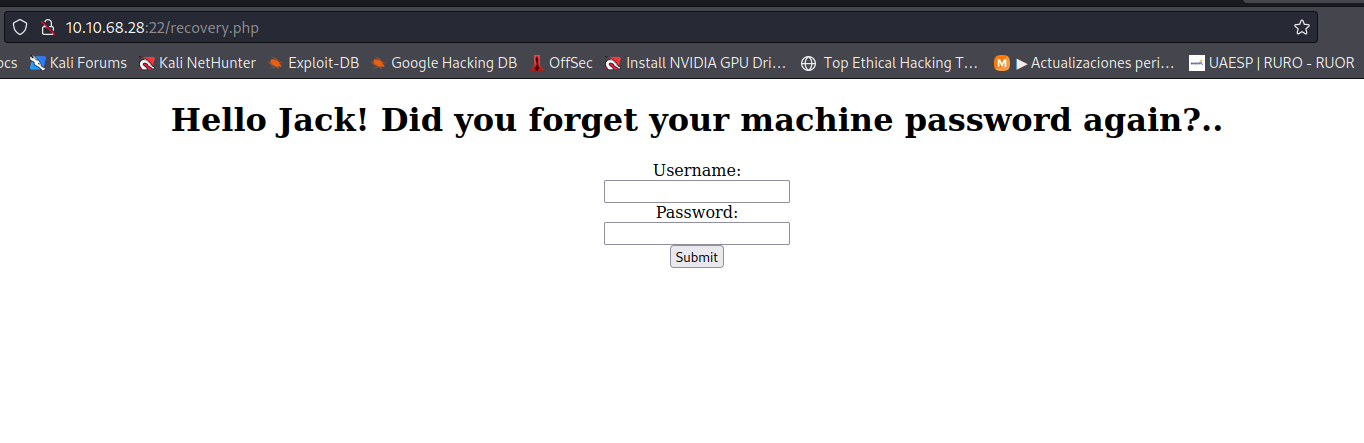 10.10.68.28:22/recovery.php
ocs Kali Forums Kali NetHunter Exploit-DB Google Hacking DB OffSec Install NVIDIA GPU Dri... Top Ethical Hacking T... M ▶ Actualizaciones peri... UAESP | RURO - RUOR
Hello Jack! Did you forget your machine password again?..
Username:
Password:
Submit